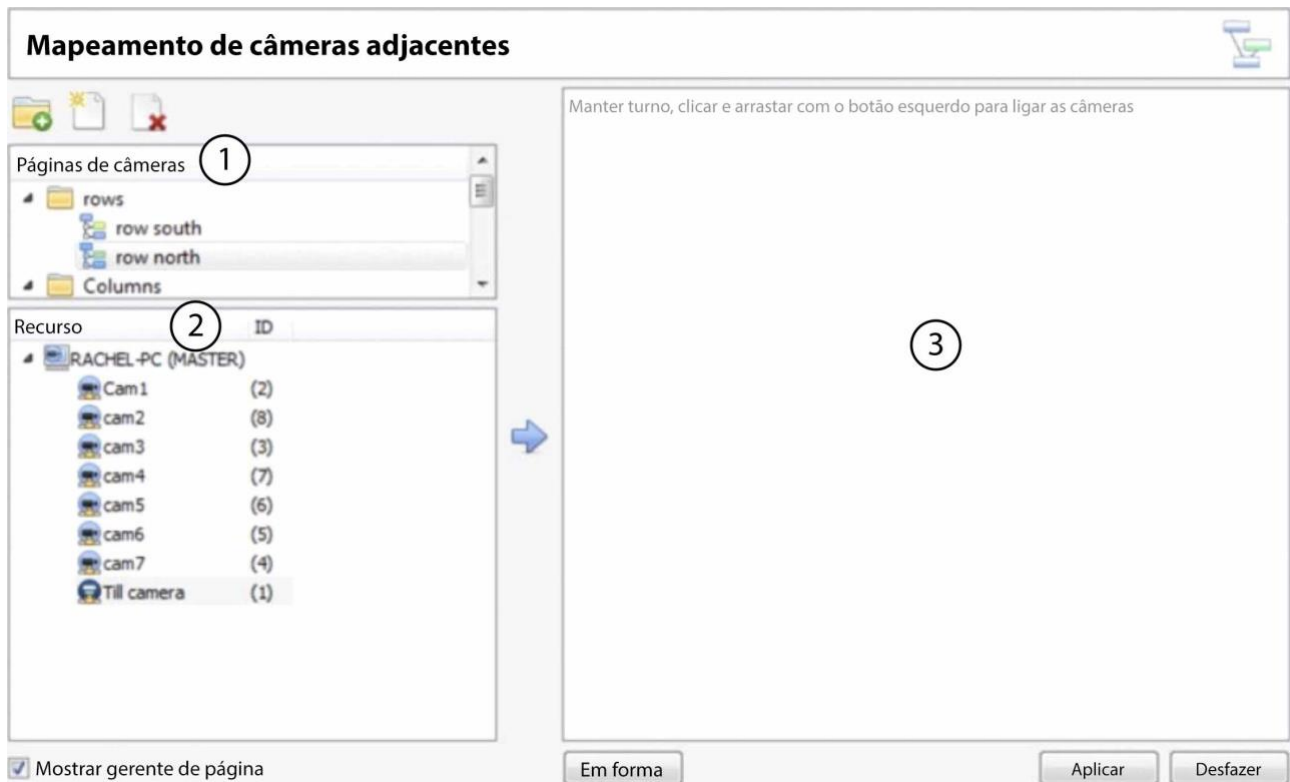 Mapeamento de câmeras adjacentes
Páginas de câmeras
1
rows
row south
row north
Columns
Recurso
2
ID
RACHEL-PC (MASTER)
Cam1 (2)
cam2 (8)
cam3 (3)
cam4 (7)
cam5 (6)
cam6 (5)
cam7 (4)
Till camera (1)
Mostrar gerente de página
Manter turno, clicar e arrastar com o botão esquerdo para ligar as câmeras
3
Em forma
Aplicar
Desfazer